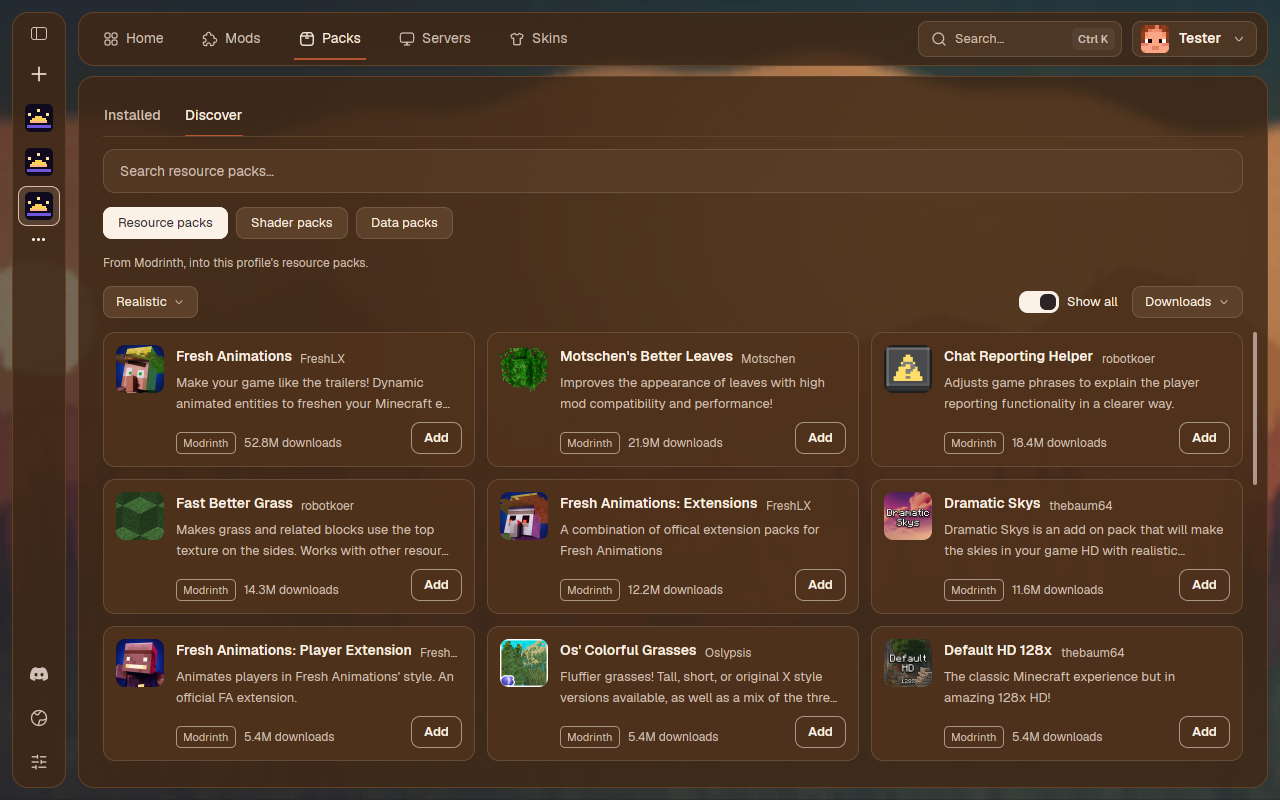 Home
Mods
Packs
Servers
Skins
Search...
Ctrl K
Tester
Installed
Discover
Search resource packs...
Resource packs
Shader packs
Data packs
From Modrinth, into this profile's resource packs.
Realistic
Show all
Downloads
Fresh Animations FreshLX
Make your game like the trailers! Dynamic
animated entities to freshen your Minecraft e...
Modrinth 52.8M downloads
Add
Motschen's Better Leaves Motschen
Improves the appearance of leaves with high
mod compatibility and performance!
Modrinth 21.9M downloads
Add
Chat Reporting Helper robotkoer
Adjusts game phrases to explain the player
reporting functionality in a clearer way.
Modrinth 18.4M downloads
Add
Fast Better Grass robotkoer
Makes grass and related blocks use the top
texture on the sides. Works with other resour...
Modrinth 14.3M downloads
Add
Fresh Animations: Extensions FreshLX
A combination of offical extension packs for
Fresh Animations
Modrinth 12.2M downloads
Add
Dramatic
Skys
Dramatic Skys thebaum64
Dramatic Skys is an add on pack that will make
the skies in your game HD with realistic...
Modrinth 11.6M downloads
Add
Fresh Animations: Player Extension Fresh...
Animates players in Fresh Animations' style. An
official FA extension.
Modrinth 5.4M downloads
Add
Os' Colorful Grasses Oslypsis
Fluffier grasses! Tall, short, or original X style
versions available, as well as a mix of the thre...
Modrinth 5.4M downloads
Add
Default
HD
128x
Default HD 128x thebaum64
The classic Minecraft experience but in
amazing 128x HD!
Modrinth 5.4M downloads
Add